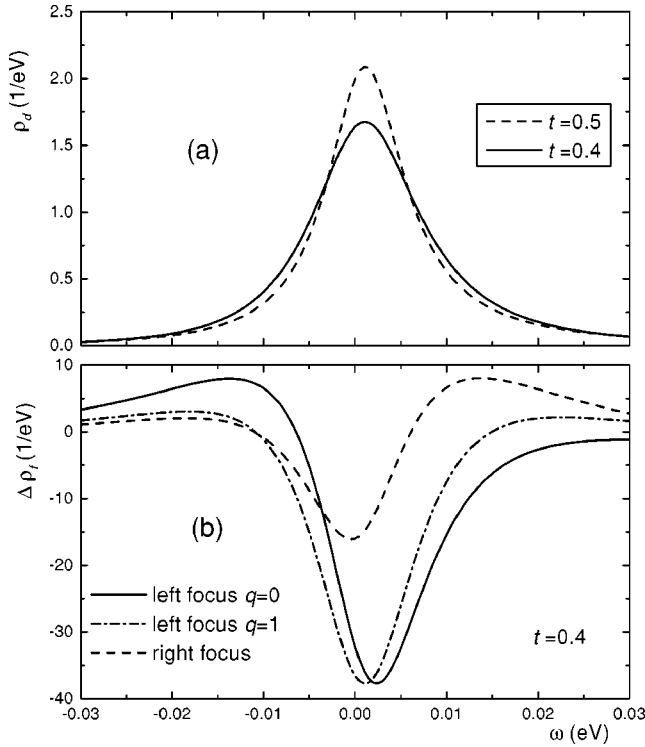 2.5
2.0
1.5
1.0
0.5
0.0
ρd (1/eV)
(a)
t=0.5
t=0.4
10
0
-10
-20
-30
-40
Δρf (1/eV)
(b)
left focus q=0
left focus q=1
right focus
t=0.4
-0.03 -0.02 -0.01 0.00 0.01 0.02 0.03
ω (eV)